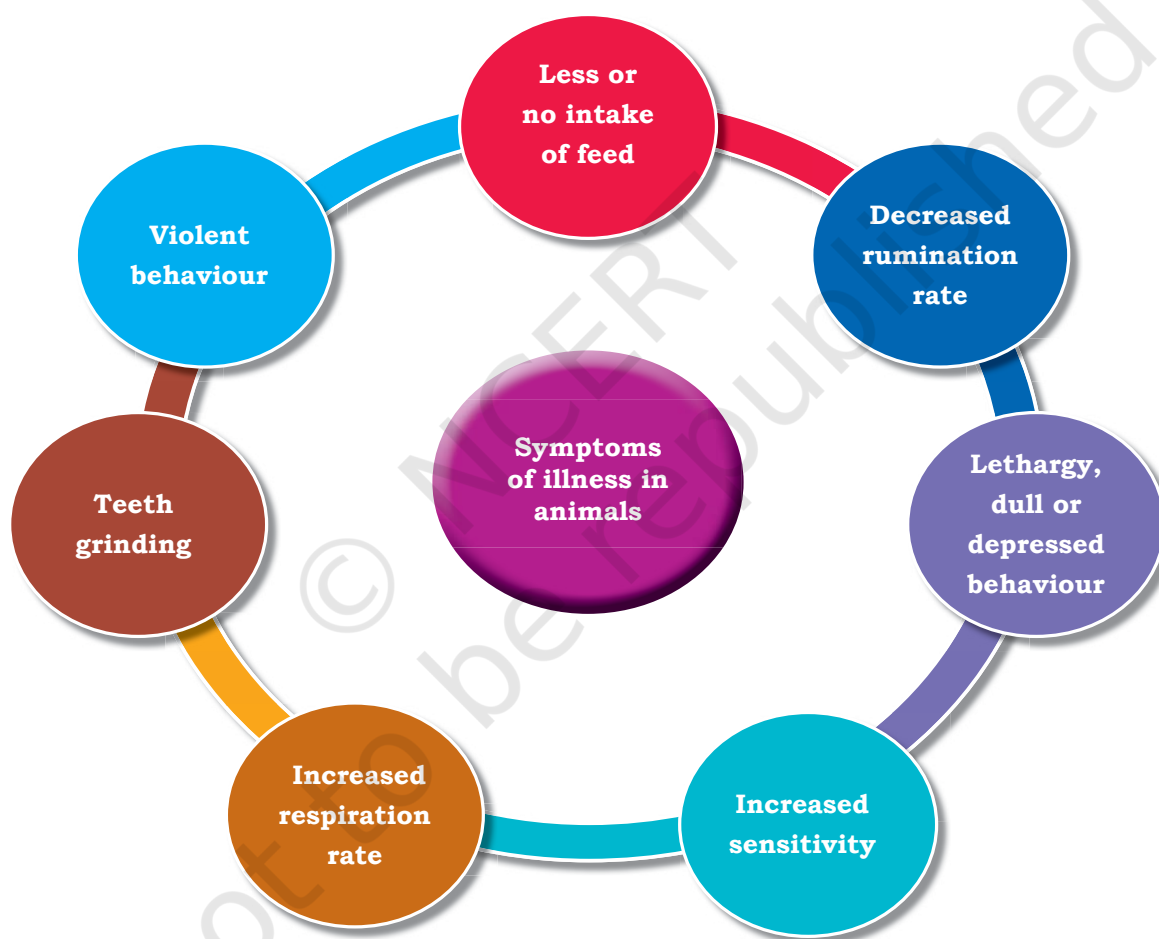 Less or
no intake
of feed
Decreased
rumination
rate
Lethargy,
dull or
depressed
behaviour
Increased
sensitivity
Increased
respiration
rate
Teeth
grinding
Violent
behaviour
Symptoms
of illness in
animals
© NCERT
not to be republished